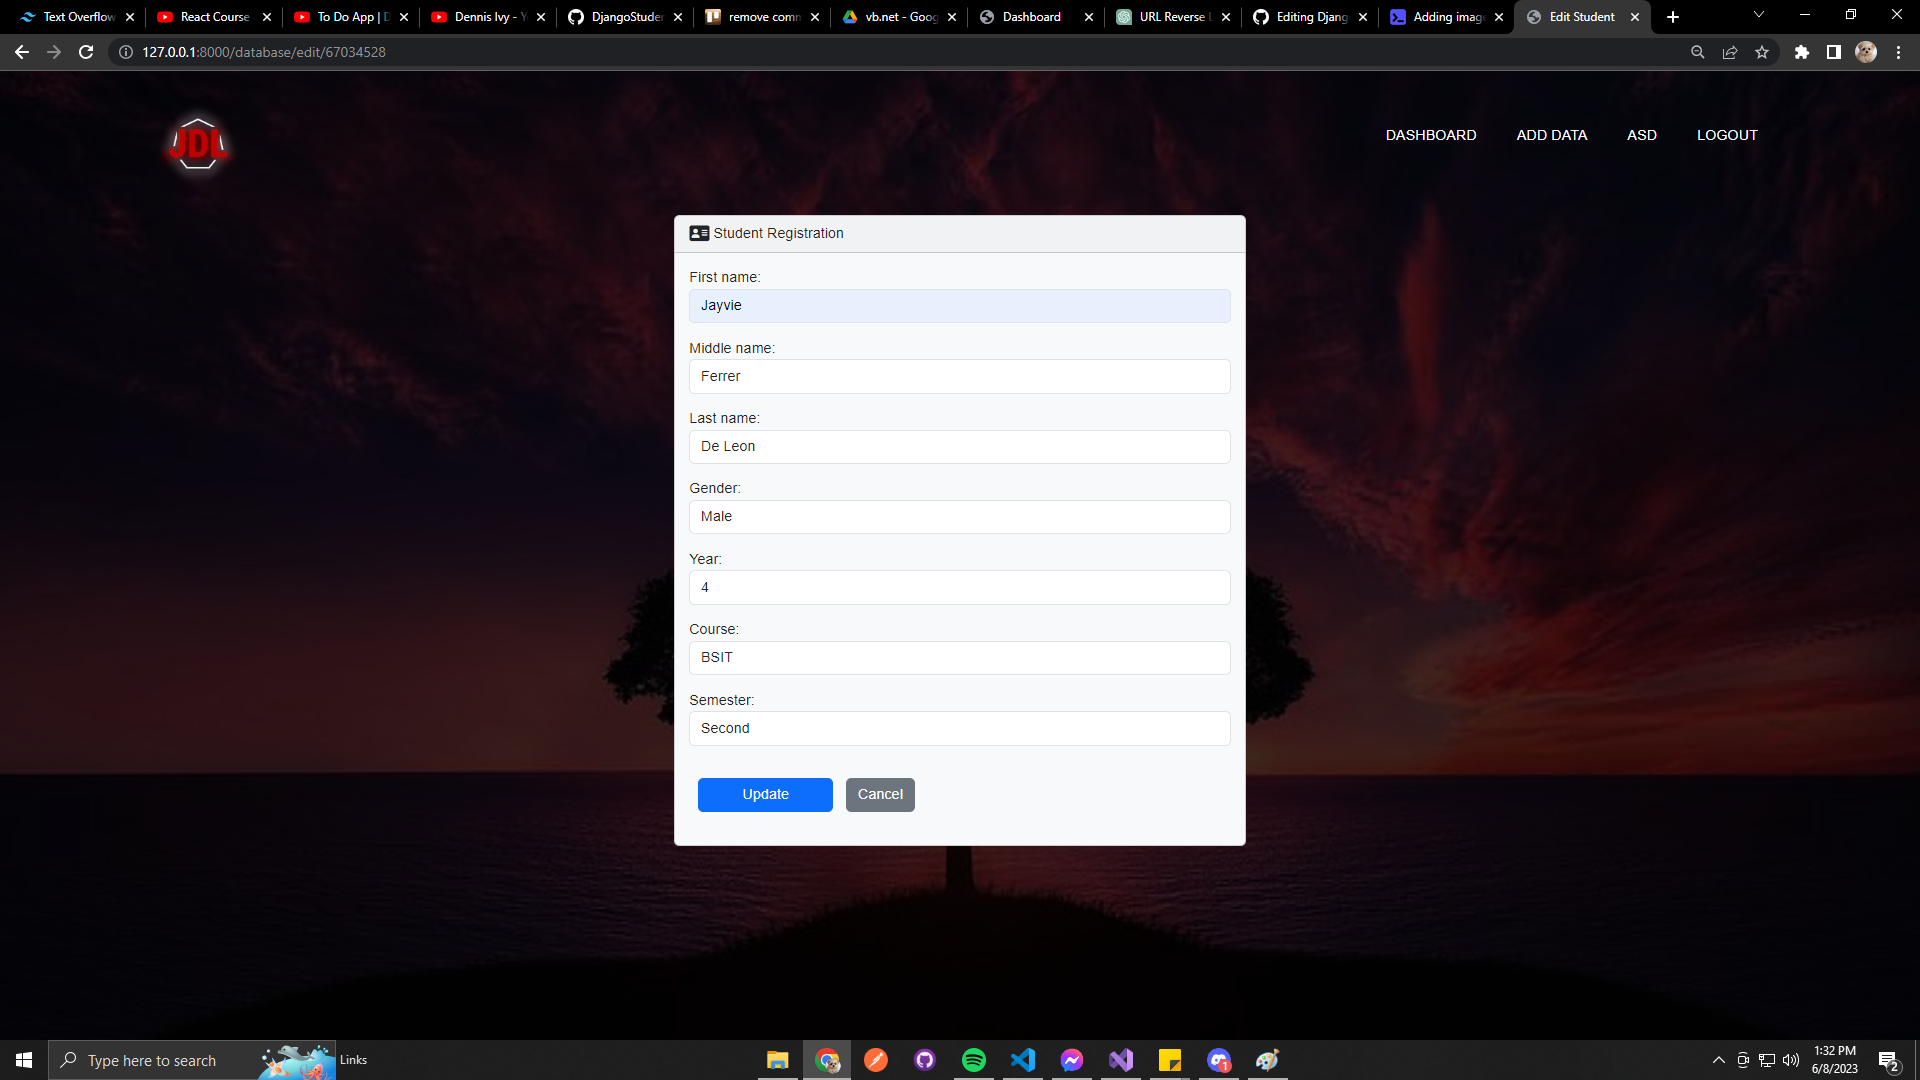 Text Overflow
React Course
To Do App | D
Dennis Ivy - Y
DjangoStuden
remove comm
vb.net - Goog
Dashboard
URL Reverse L
Editing Djang
Adding image
Edit Student
127.0.0.1:8000/database/edit/67034528
JDL
DASHBOARD
ADD DATA
ASD
LOGOUT
Student Registration
First name:
Jayvie
Middle name:
Ferrer
Last name:
De Leon
Gender:
Male
Year:
4
Course:
BSIT
Semester:
Second
Update
Cancel
Type here to search
Links
1
1:32 PM
6/8/2023
2